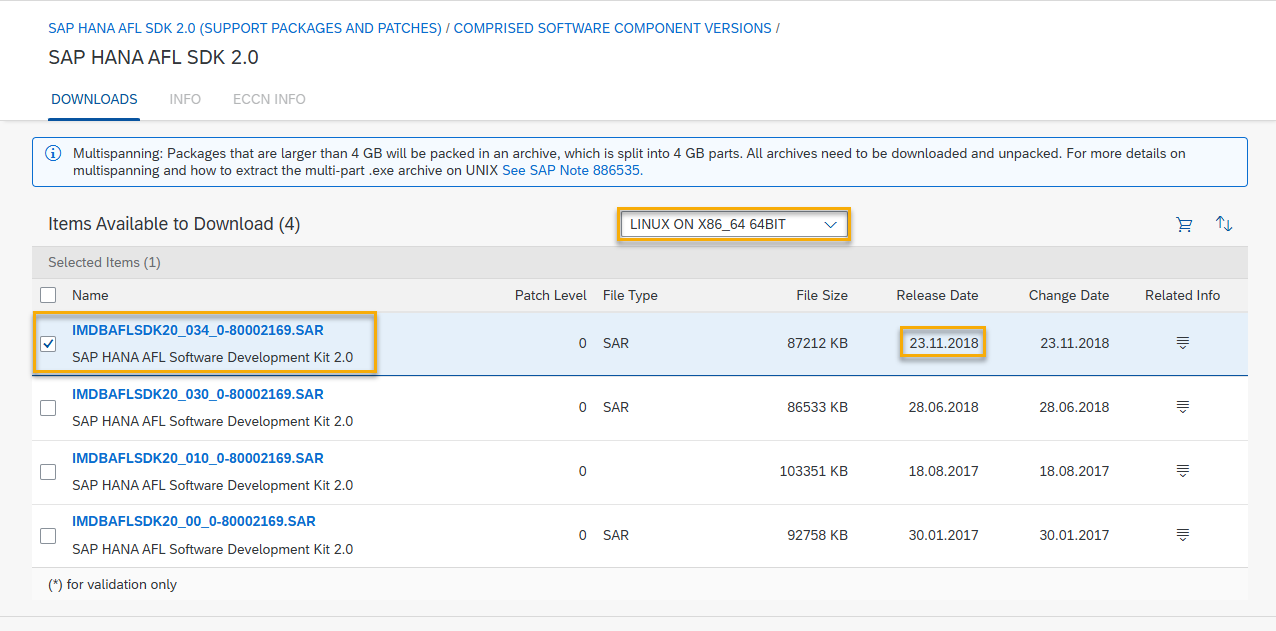 SAP HANA AFL SDK 2.0 (SUPPORT PACKAGES AND PATCHES) / COMPRISED SOFTWARE COMPONENT VERSIONS /
SAP HANA AFL SDK 2.0
DOWNLOADS INFO ECCN INFO
Multispanning: Packages that are larger than 4 GB will be packed in an archive, which is split into 4 GB parts. All archives need to be downloaded and unpacked. For more details on
multispanning and how to extract the multi-part .exe archive on UNIX See SAP Note 886535.
Items Available to Download (4) LINUX ON X86_64 64BIT
Selected Items (1)
Name Patch Level File Type File Size Release Date Change Date Related Info
IMDBAFLSDK20_034_0-80002169.SAR
SAP HANA AFL Software Development Kit 2.0
0 SAR 87212 KB 23.11.2018 23.11.2018
IMDBAFLSDK20_030_0-80002169.SAR
SAP HANA AFL Software Development Kit 2.0
0 SAR 86533 KB 28.06.2018 28.06.2018
IMDBAFLSDK20_010_0-80002169.SAR
SAP HANA AFL Software Development Kit 2.0
0 103351 KB 18.08.2017 18.08.2017
IMDBAFLSDK20_00_0-80002169.SAR
SAP HANA AFL Software Development Kit 2.0
0 SAR 92758 KB 30.01.2017 30.01.2017
(*) for validation only